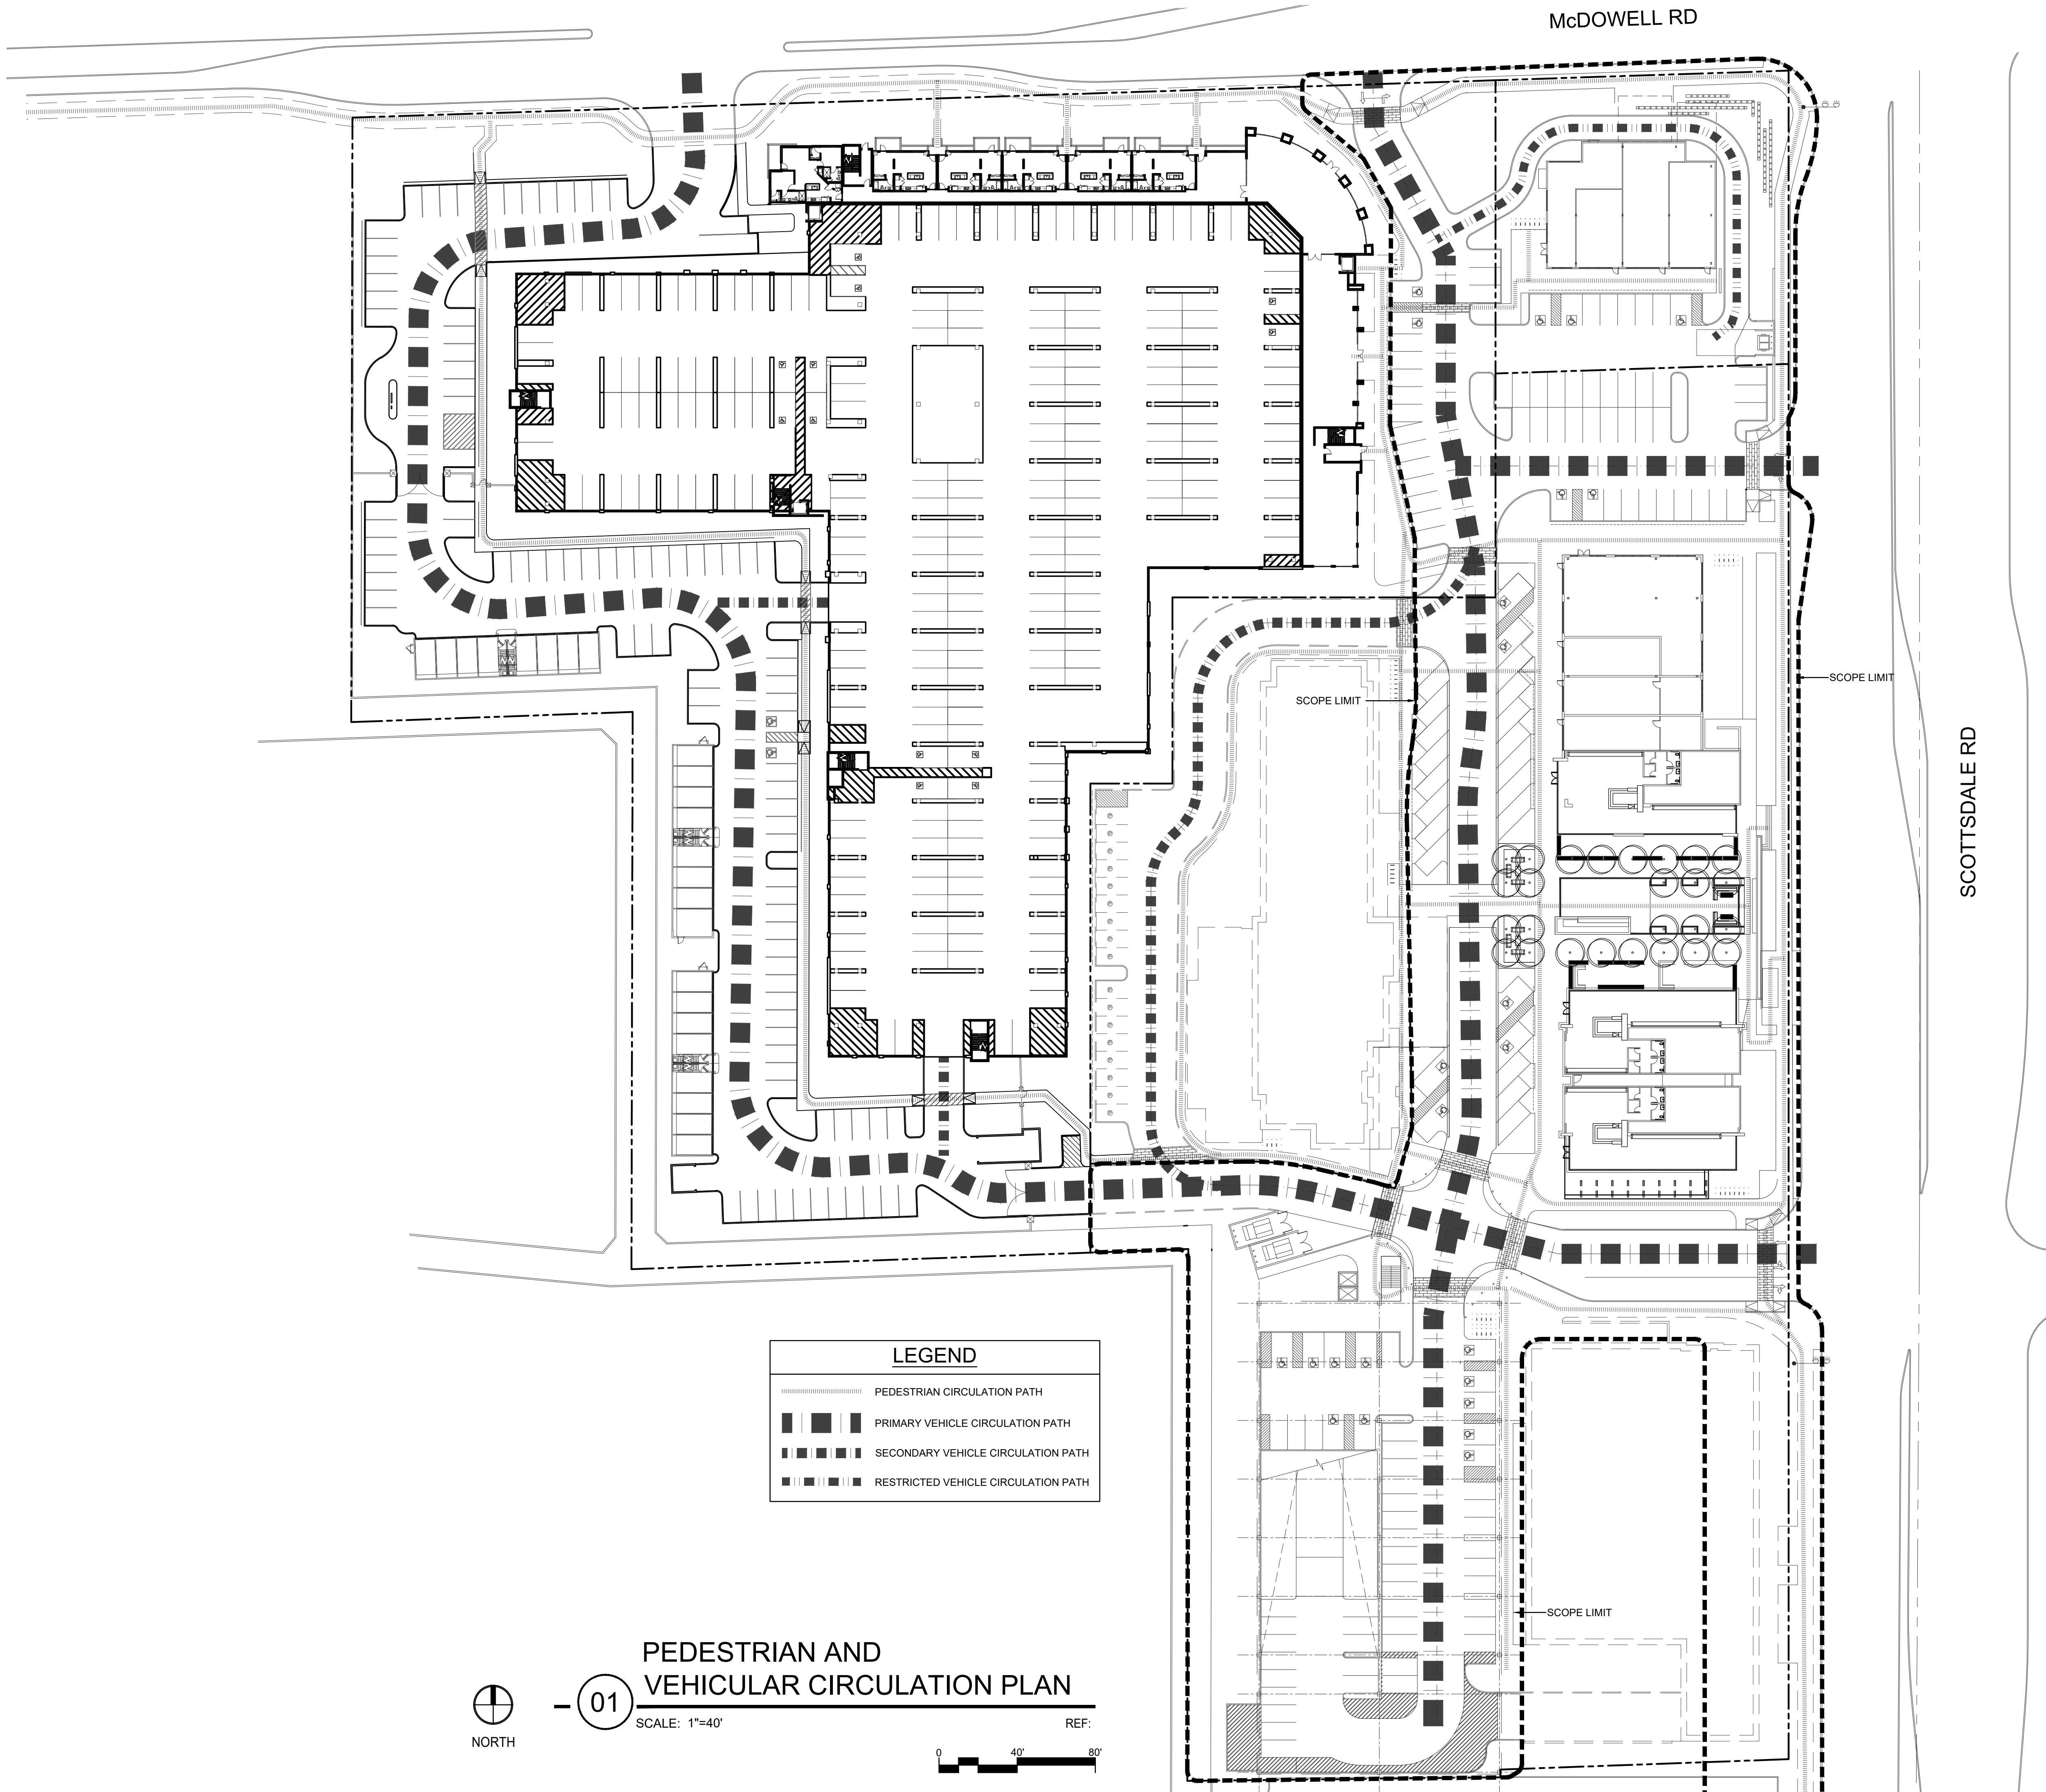 McDOWELL RD
SCOPE LIMIT
SCOPE LIMIT
SCOTTSDALE RD
LEGEND
PEDESTRIAN CIRCULATION PATH
PRIMARY VEHICLE CIRCULATION PATH
SECONDARY VEHICLE CIRCULATION PATH
RESTRICTED VEHICLE CIRCULATION PATH
SCOPE LIMIT
PEDESTRIAN AND
VEHICULAR CIRCULATION PLAN
01
SCALE: 1"=40'
REF:
NORTH
0 40' 80'